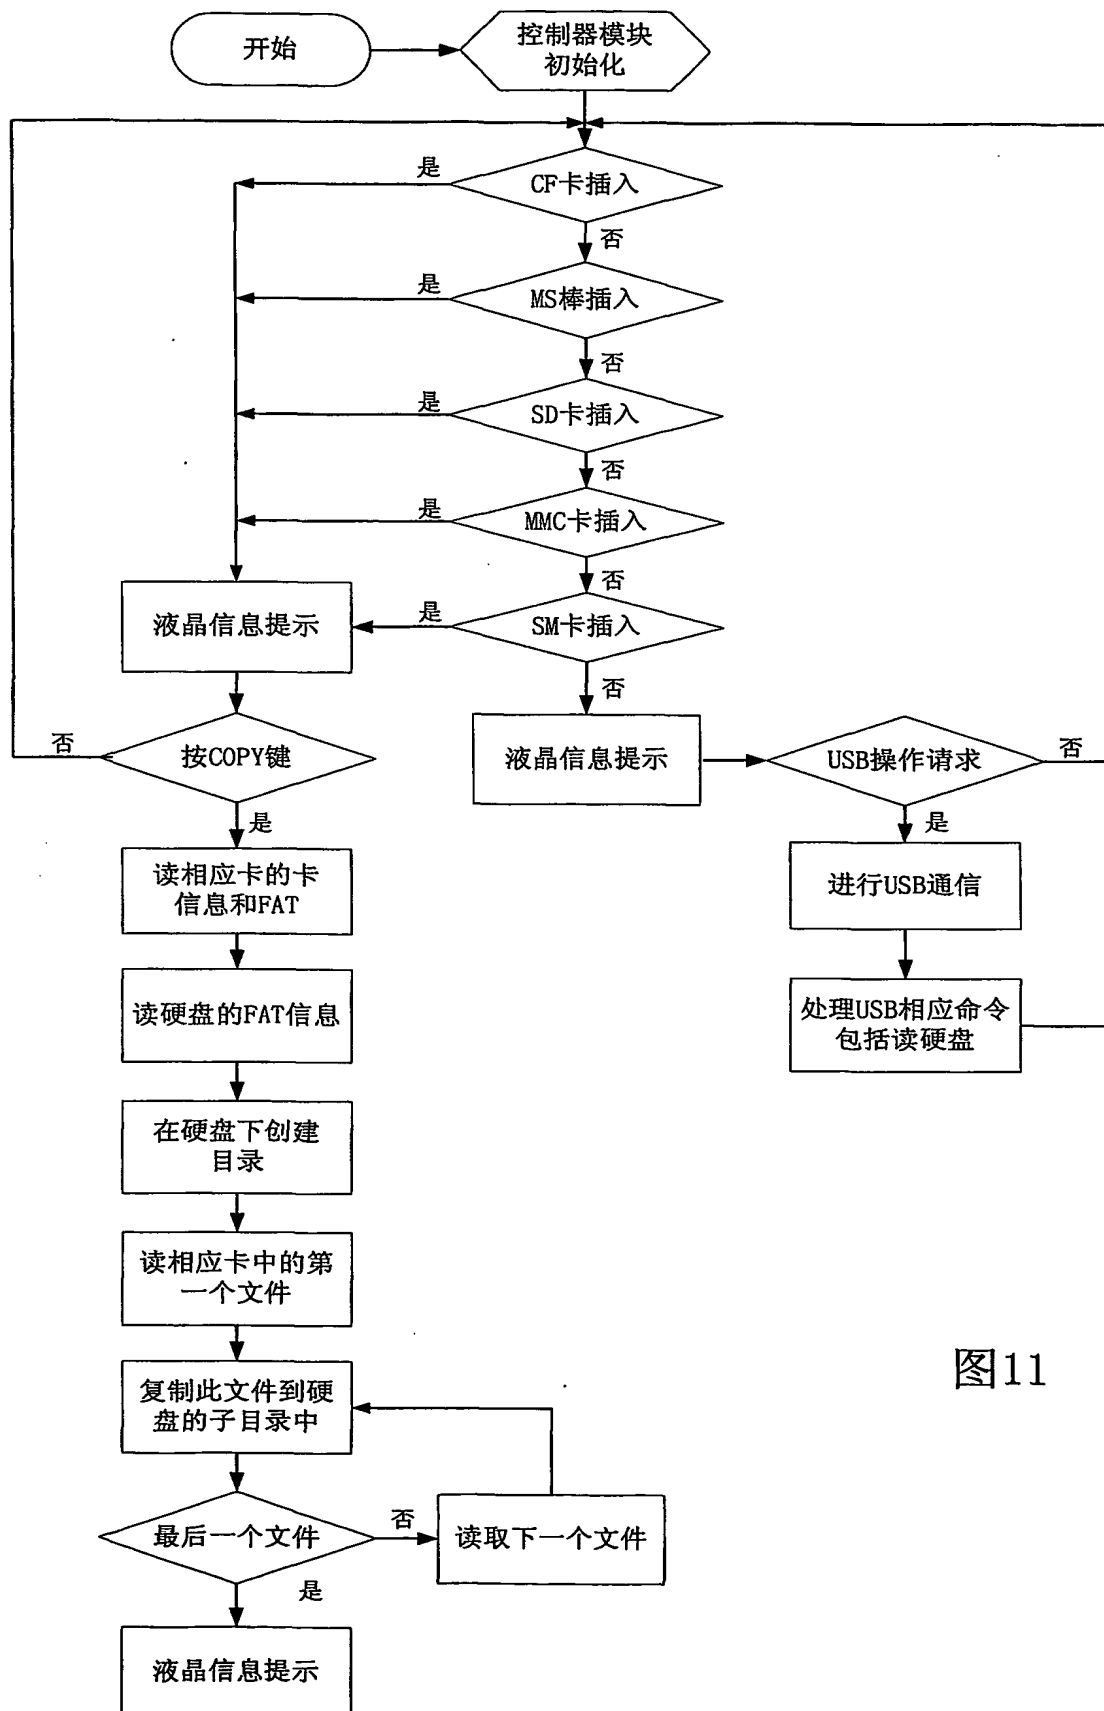 开始
控制器模块
初始化
是
CF卡插入
否
是
MS棒插入
否
是
SD卡插入
否
是
MMC卡插入
否
液晶信息提示
是
SM卡插入
否
否
按COPY键
液晶信息提示
USB操作请求
否
是
是
读相应卡的卡
信息和FAT
进行USB通信
读硬盘的FAT信息
处理USB相应命令
包括读硬盘
在硬盘下创建
目录
读相应卡中的第
一个文件
图11
复制此文件到硬
盘的子目录中
最后一个文件
否
读取下一个文件
是
液晶信息提示